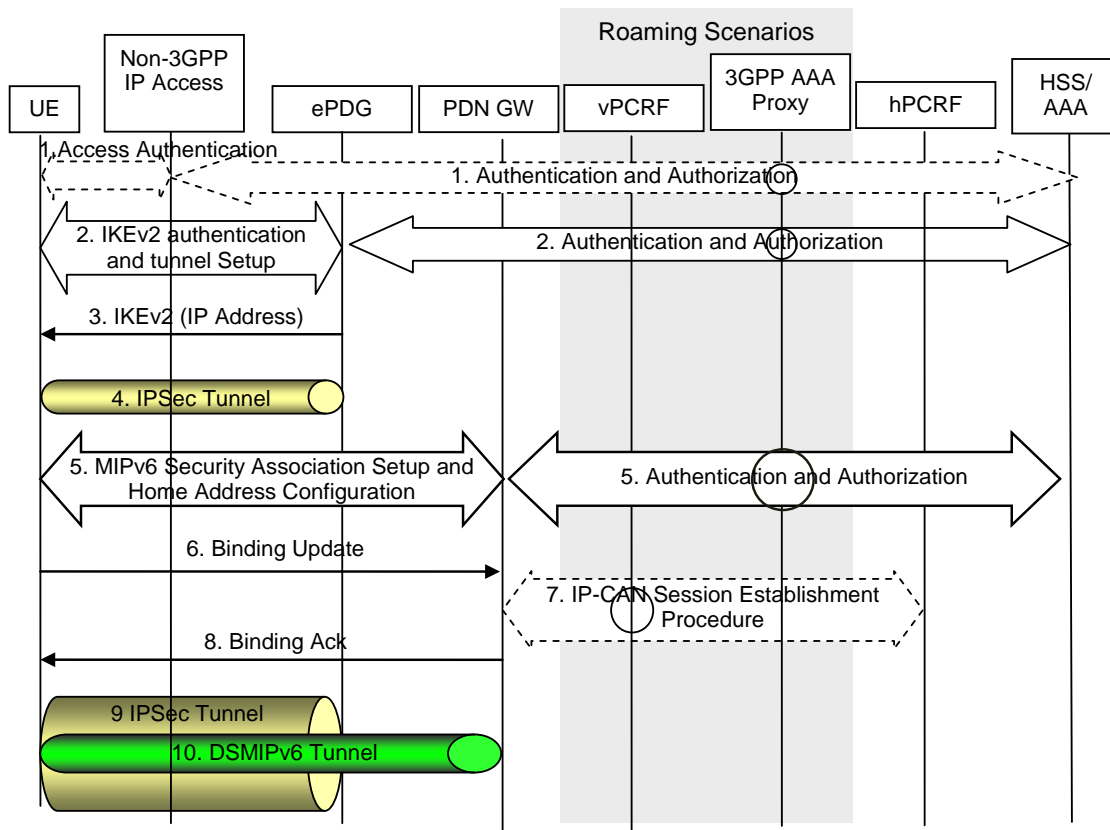 Roaming Scenarios
Non-3GPP
IP Access
3GPP AAA
Proxy
HSS/
AAA
UE
ePDG
PDN GW
vPCRF
hPCRF
1.Access Authentication
1. Authentication and Authorization
2. IKEv2 authentication
and tunnel Setup
2. Authentication and Authorization
3. IKEv2 (IP Address)
4. IPSec Tunnel
5. MIPv6 Security Association Setup and
Home Address Configuration
5. Authentication and Authorization
6. Binding Update
7. IP-CAN Session Establishment
Procedure
8. Binding Ack
9 IPSec Tunnel
10. DSMIPv6 Tunnel